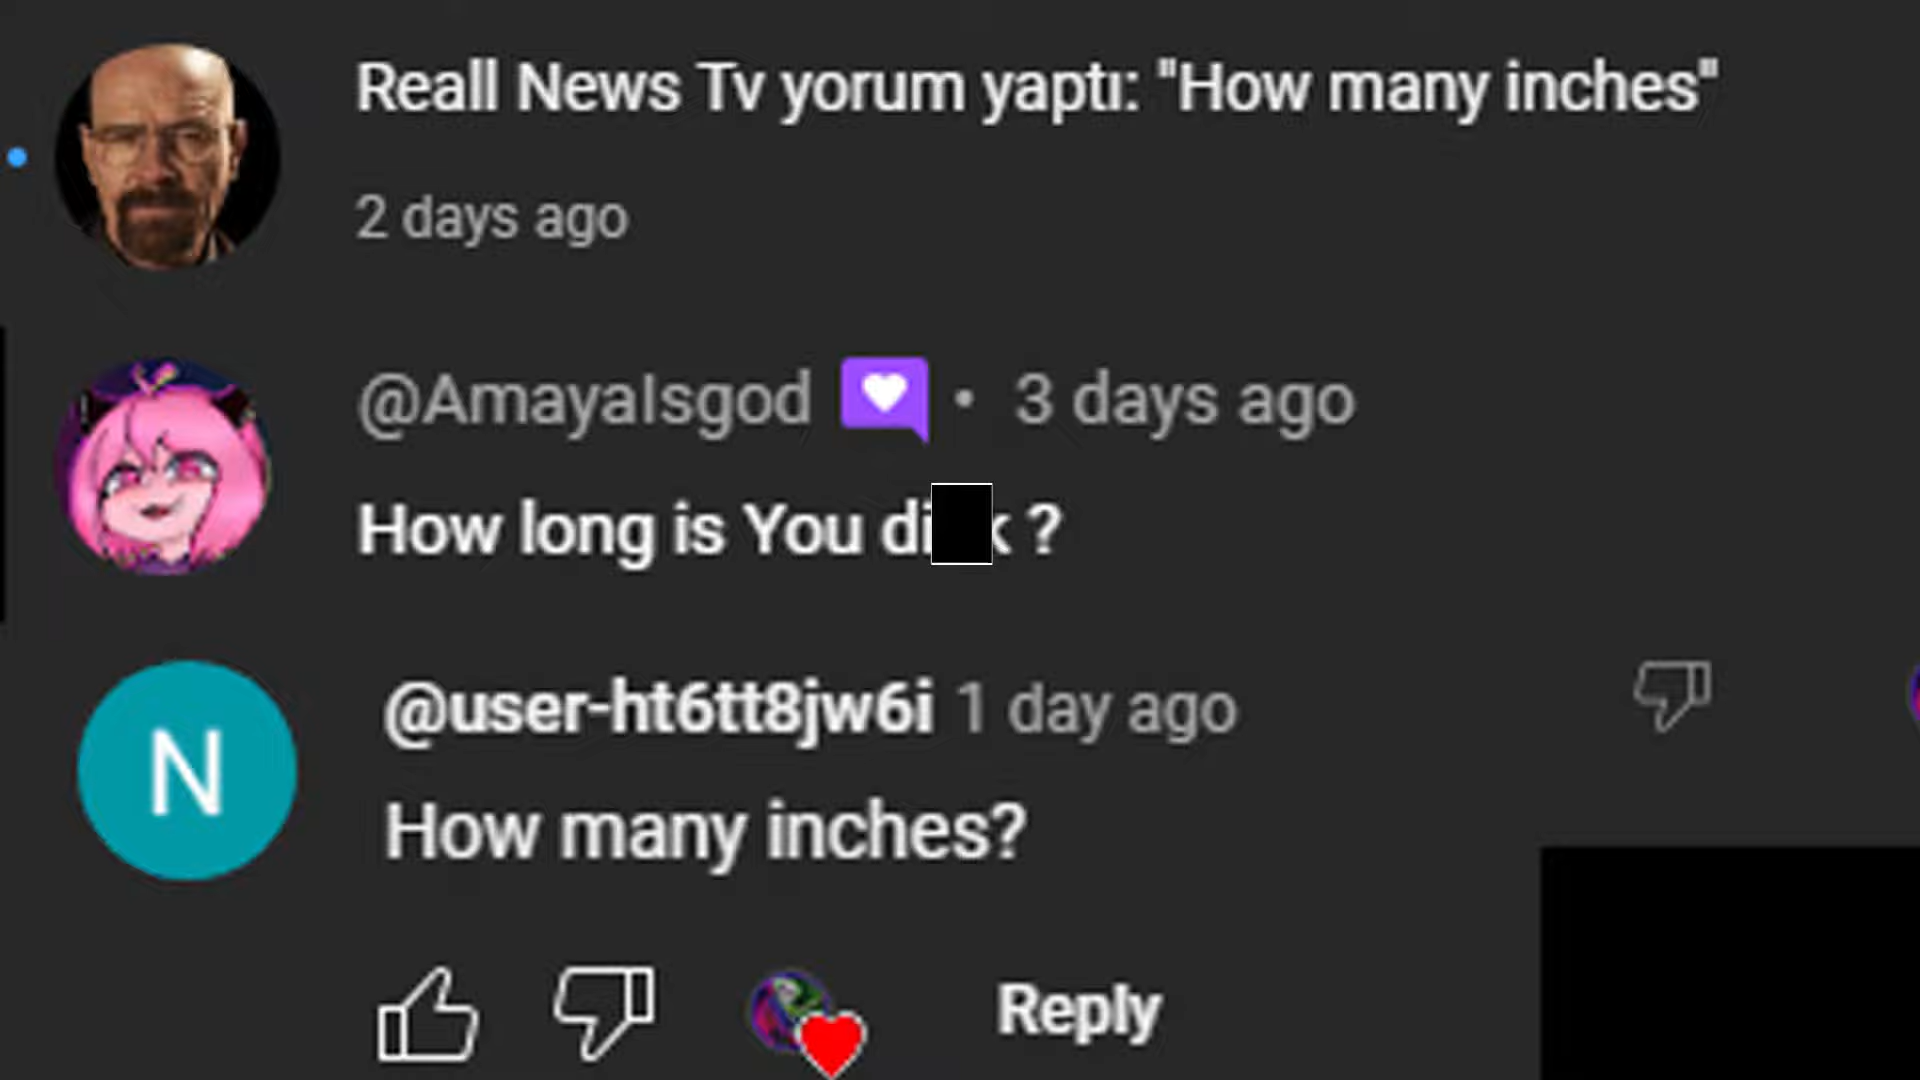 Reall News Tv yorum yaptı: "How many inches"
2 days ago
@AmayaIsgod • 3 days ago
How long is You di k ?
@user-ht6tt8jw6i 1 day ago
How many inches?
N
Reply